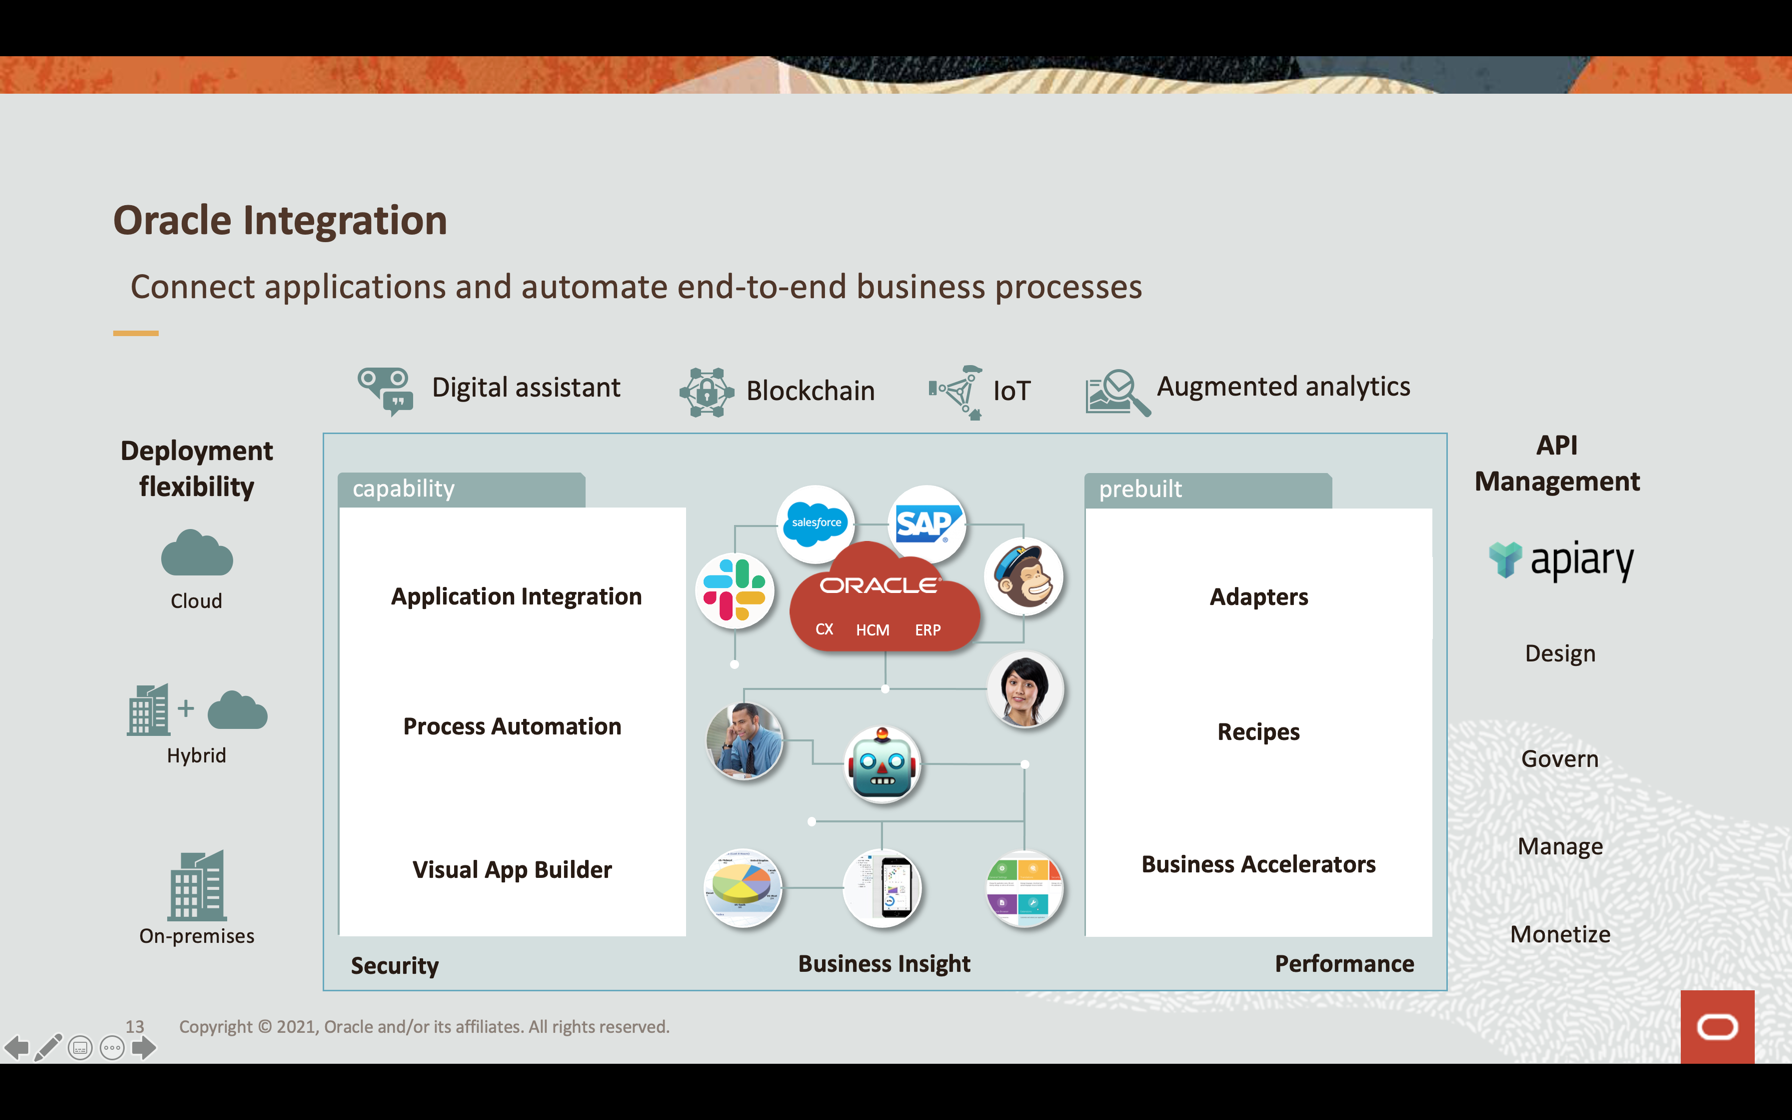 Oracle Integration
Connect applications and automate end-to-end business processes
Digital assistant
Blockchain
IoT
Augmented analytics
Deployment
flexibility
Cloud
+
Hybrid
On-premises
capability
Application Integration
Process Automation
Visual App Builder
salesforce
SAP
®
ORACLE®
CX HCM ERP
prebuilt
Adapters
Recipes
Business Accelerators
Security
Business Insight
Performance
API
Management
apiary
Design
Govern
Manage
Monetize
13
Copyright © 2021, Oracle and/or its affiliates. All rights reserved.